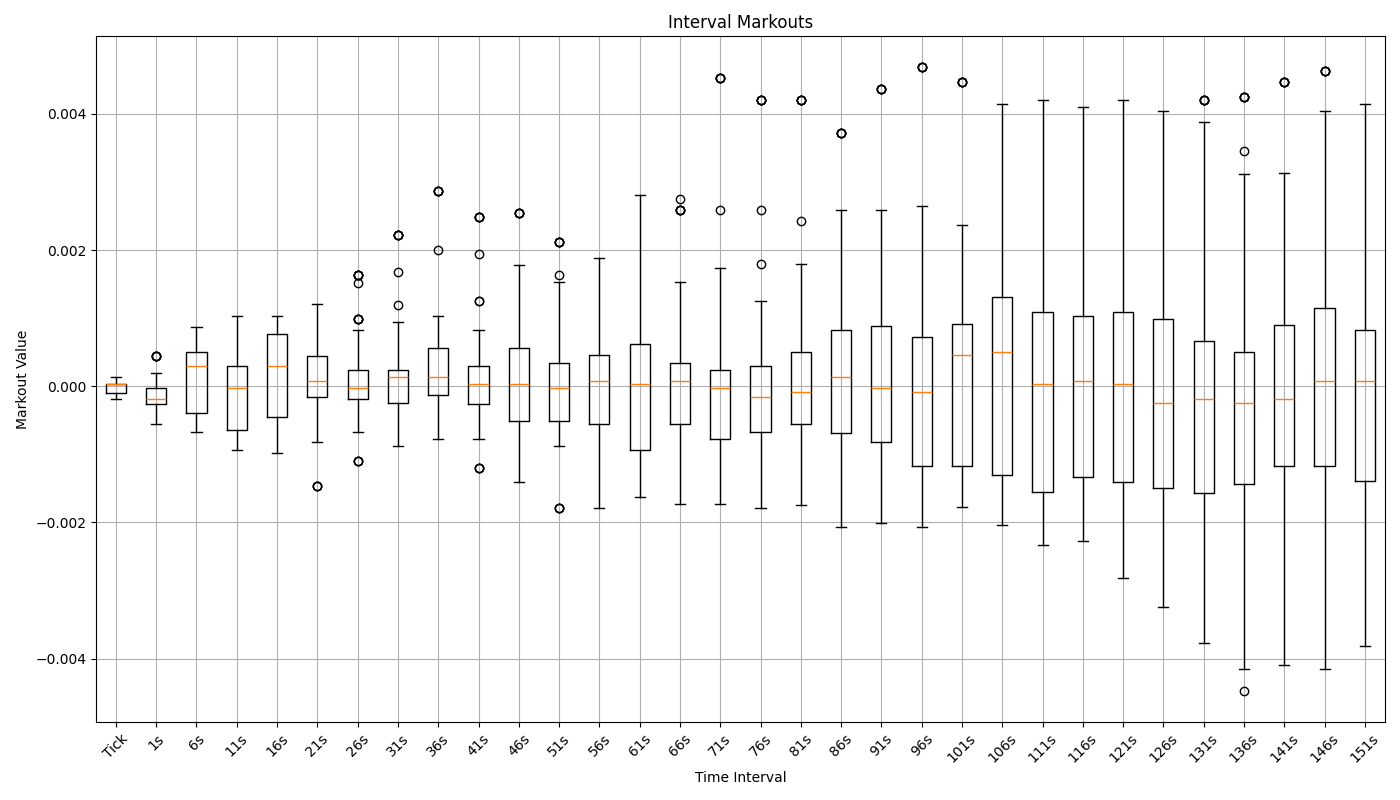 Interval Markouts
Markout Value
0.004
0.002
0.000
−0.002
−0.004
Tick 1s 6s 11s 16s 21s 26s 31s 36s 41s 46s 51s 56s 61s 66s 71s 76s 81s 86s 91s 96s 101s 106s 111s 116s 121s 126s 131s 136s 141s 146s 151s
Time Interval